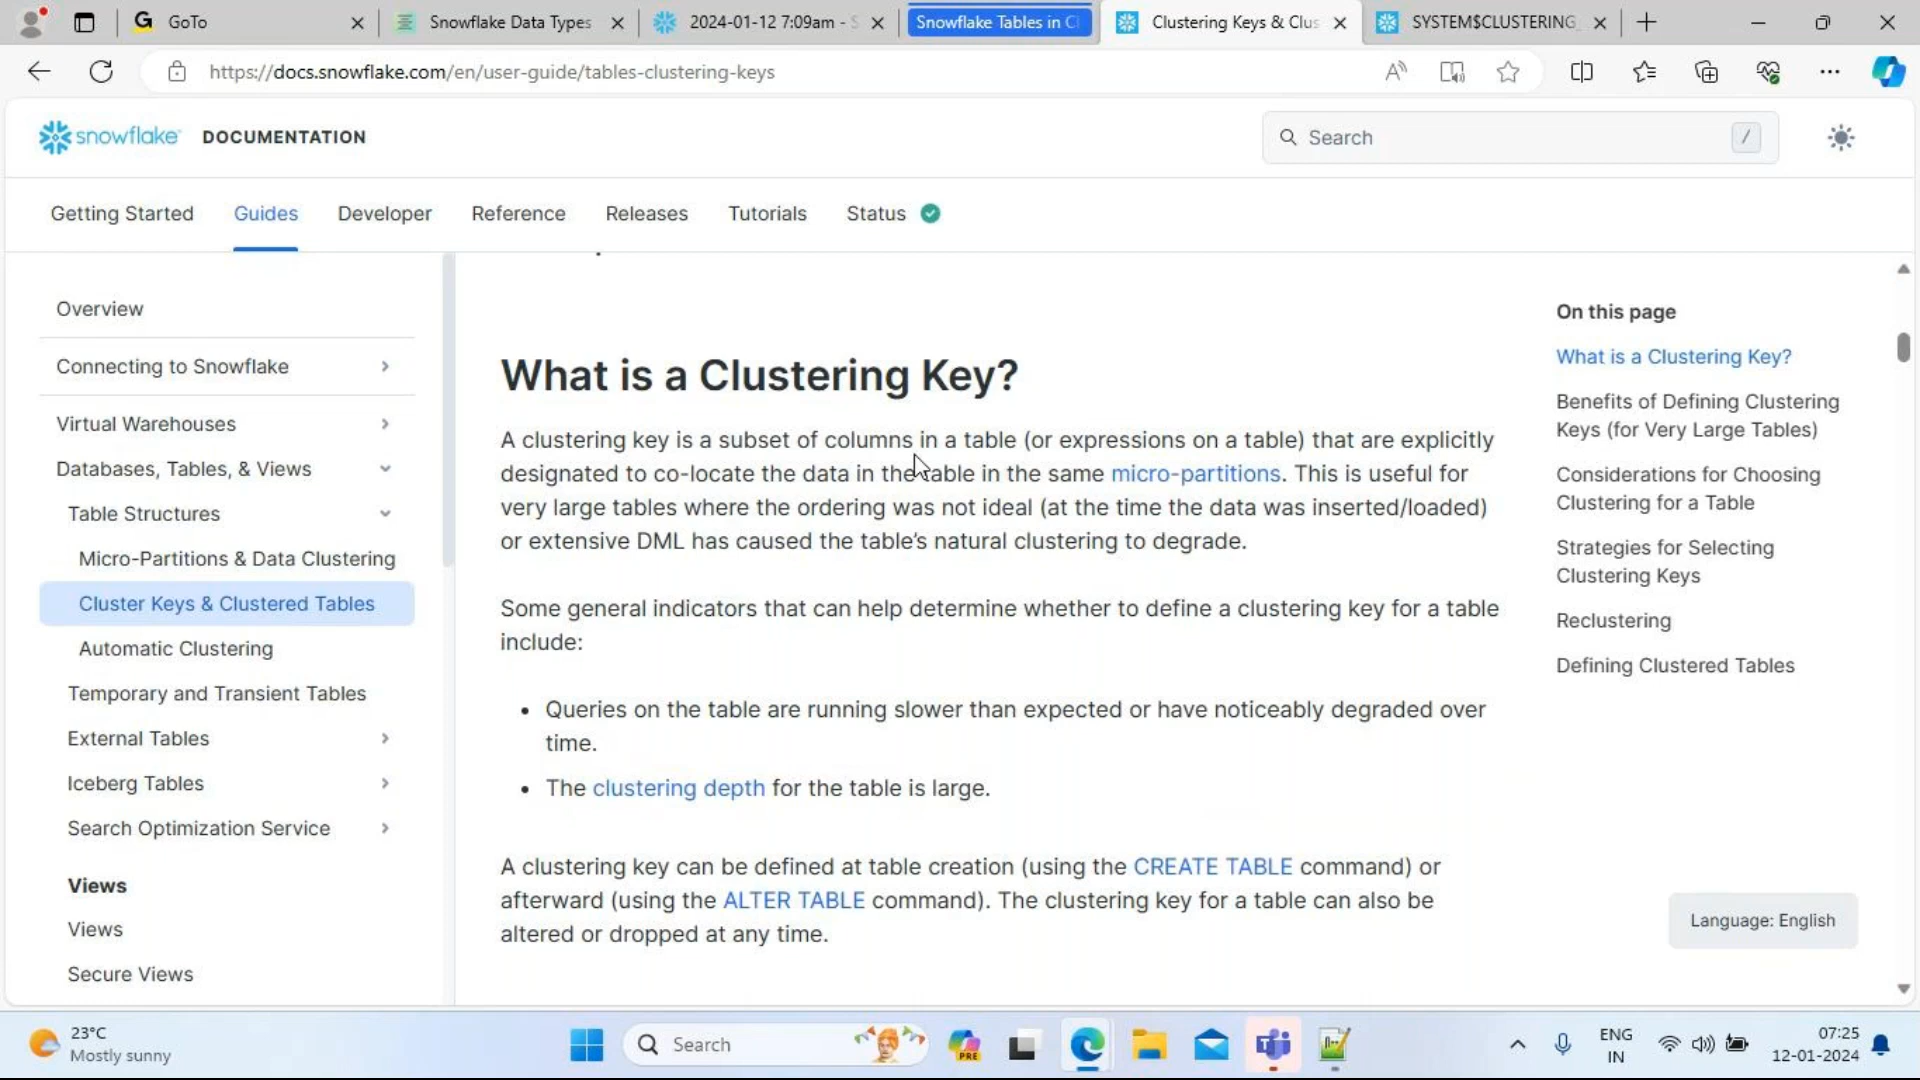 GoTo
Snowflake Data Types
2024-01-12 7:09am - S
Snowflake Tables in Cl
Clustering Keys & Clus
SYSTEM$CLUSTERING_
https://docs.snowflake.com/en/user-guide/tables-clustering-keys
snowflake DOCUMENTATION
Search /
Getting Started Guides Developer Reference Releases Tutorials Status
Overview
Connecting to Snowflake
Virtual Warehouses
Databases, Tables, & Views
Table Structures
Micro-Partitions & Data Clustering
Cluster Keys & Clustered Tables
Automatic Clustering
Temporary and Transient Tables
External Tables
Iceberg Tables
Search Optimization Service
Views
Views
Secure Views
What is a Clustering Key?
A clustering key is a subset of columns in a table (or expressions on a table) that are explicitly
designated to co-locate the data in the table in the same micro-partitions. This is useful for
very large tables where the ordering was not ideal (at the time the data was inserted/loaded)
or extensive DML has caused the table's natural clustering to degrade.
Some general indicators that can help determine whether to define a clustering key for a table
include:
• Queries on the table are running slower than expected or have noticeably degraded over
time.
• The clustering depth for the table is large.
A clustering key can be defined at table creation (using the CREATE TABLE command) or
afterward (using the ALTER TABLE command). The clustering key for a table can also be
altered or dropped at any time.
On this page
What is a Clustering Key?
Benefits of Defining Clustering
Keys (for Very Large Tables)
Considerations for Choosing
Clustering for a Table
Strategies for Selecting
Clustering Keys
Reclustering
Defining Clustered Tables
Language: English
23°C
Mostly sunny
Search
PRE
ENG
IN
07:25
12-01-2024